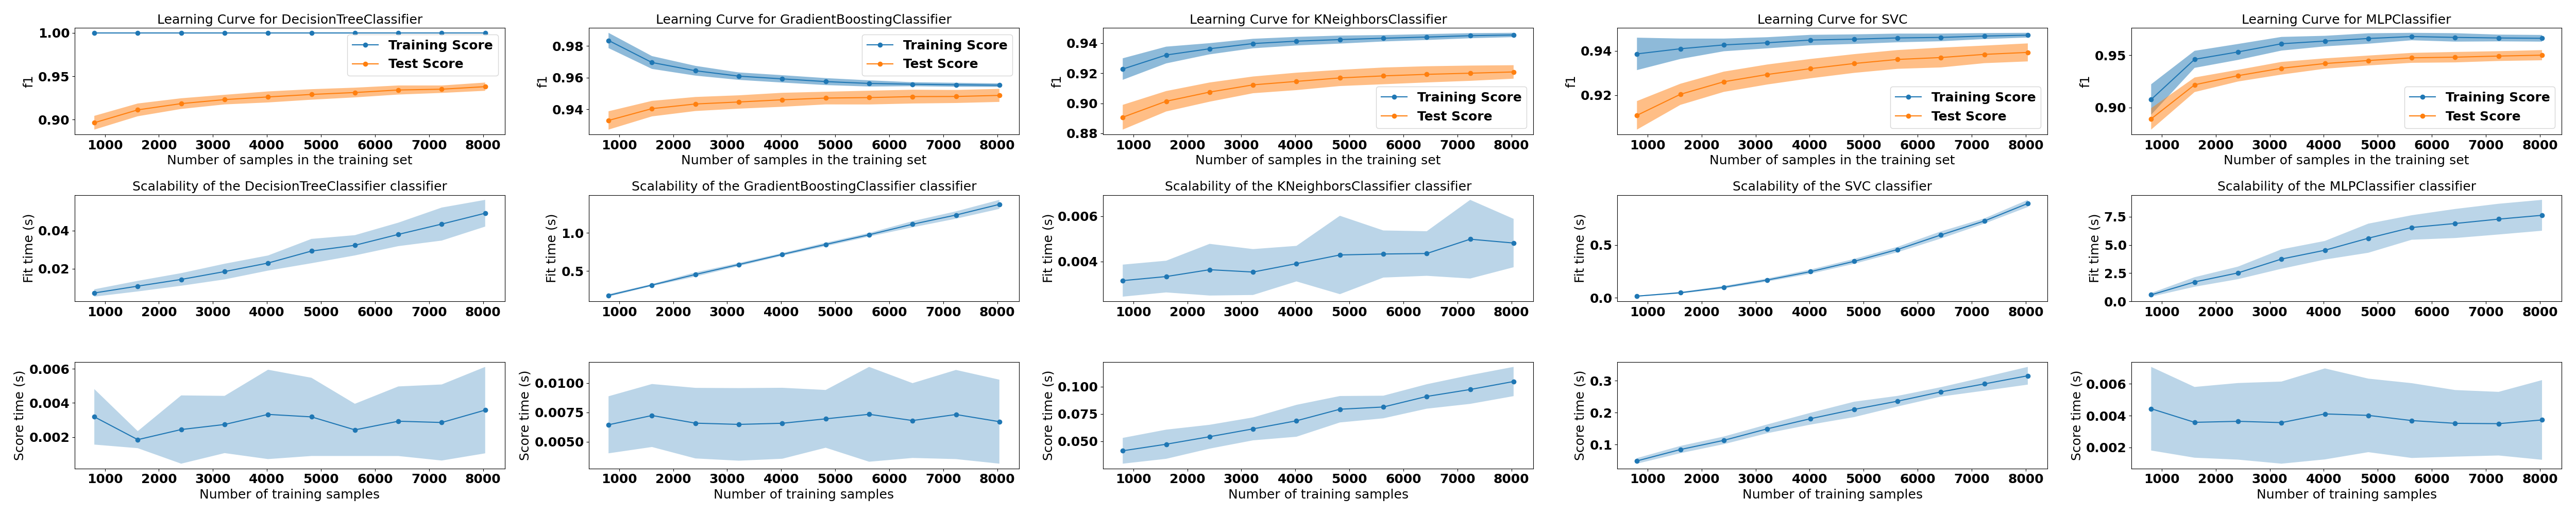 Learning Curve for DecisionTreeClassifier
1.00
0.95
0.90
f1
Training Score
Test Score
1000 2000 3000 4000 5000 6000 7000 8000
Number of samples in the training set
Learning Curve for GradientBoostingClassifier
0.98
0.96
0.94
f1
Training Score
Test Score
1000 2000 3000 4000 5000 6000 7000 8000
Number of samples in the training set
Learning Curve for KNeighborsClassifier
0.94
0.92
0.90
0.88
f1
Training Score
Test Score
1000 2000 3000 4000 5000 6000 7000 8000
Number of samples in the training set
Learning Curve for SVC
0.94
0.92
f1
Training Score
Test Score
1000 2000 3000 4000 5000 6000 7000 8000
Number of samples in the training set
Learning Curve for MLPClassifier
0.95
0.90
f1
Training Score
Test Score
1000 2000 3000 4000 5000 6000 7000 8000
Number of samples in the training set
Scalability of the DecisionTreeClassifier classifier
0.04
0.02
Fit time (s)
1000 2000 3000 4000 5000 6000 7000 8000
Scalability of the GradientBoostingClassifier classifier
1.0
0.5
Fit time (s)
1000 2000 3000 4000 5000 6000 7000 8000
Scalability of the KNeighborsClassifier classifier
0.006
0.004
Fit time (s)
1000 2000 3000 4000 5000 6000 7000 8000
Scalability of the SVC classifier
0.5
0.0
Fit time (s)
1000 2000 3000 4000 5000 6000 7000 8000
Scalability of the MLPClassifier classifier
7.5
5.0
2.5
0.0
Fit time (s)
1000 2000 3000 4000 5000 6000 7000 8000
0.006
0.004
0.002
Score time (s)
1000 2000 3000 4000 5000 6000 7000 8000
Number of training samples
0.0100
0.0075
0.0050
Score time (s)
1000 2000 3000 4000 5000 6000 7000 8000
Number of training samples
0.100
0.075
0.050
Score time (s)
1000 2000 3000 4000 5000 6000 7000 8000
Number of training samples
0.3
0.2
0.1
Score time (s)
1000 2000 3000 4000 5000 6000 7000 8000
Number of training samples
0.006
0.004
0.002
Score time (s)
1000 2000 3000 4000 5000 6000 7000 8000
Number of training samples